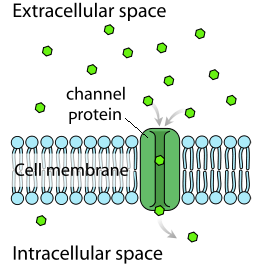 Extracellular space
channel
protein
Cell membrane
Intracellular space